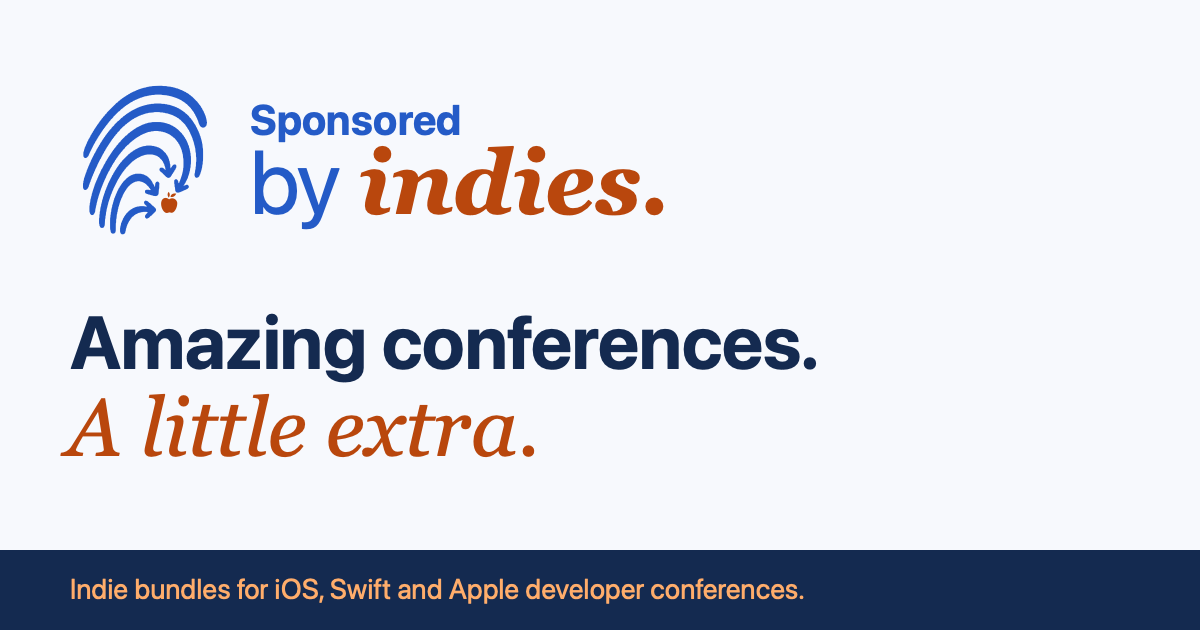 Sponsored
by indies.
Amazing conferences.
A little extra.
Indie bundles for iOS, Swift and Apple developer conferences.